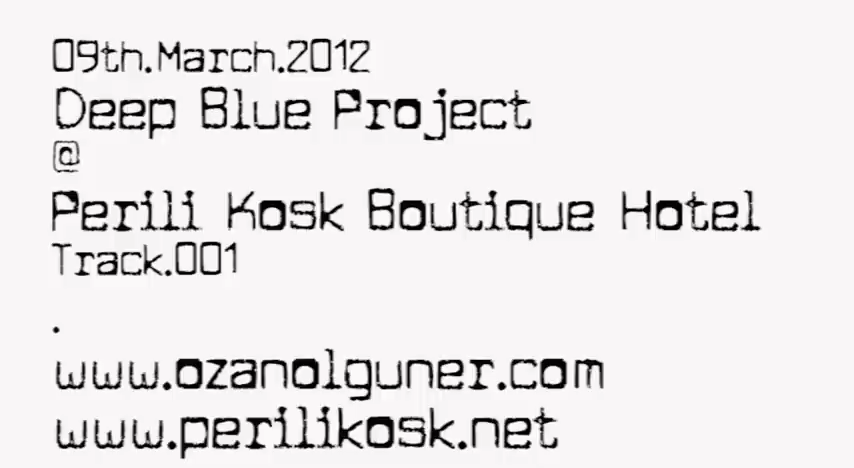 09th.March.2012
Deep Blue Project
@
Perili Kosk Boutique Hotel
Track.001
.
www.ozanolguner.com
www.perilikosk.net